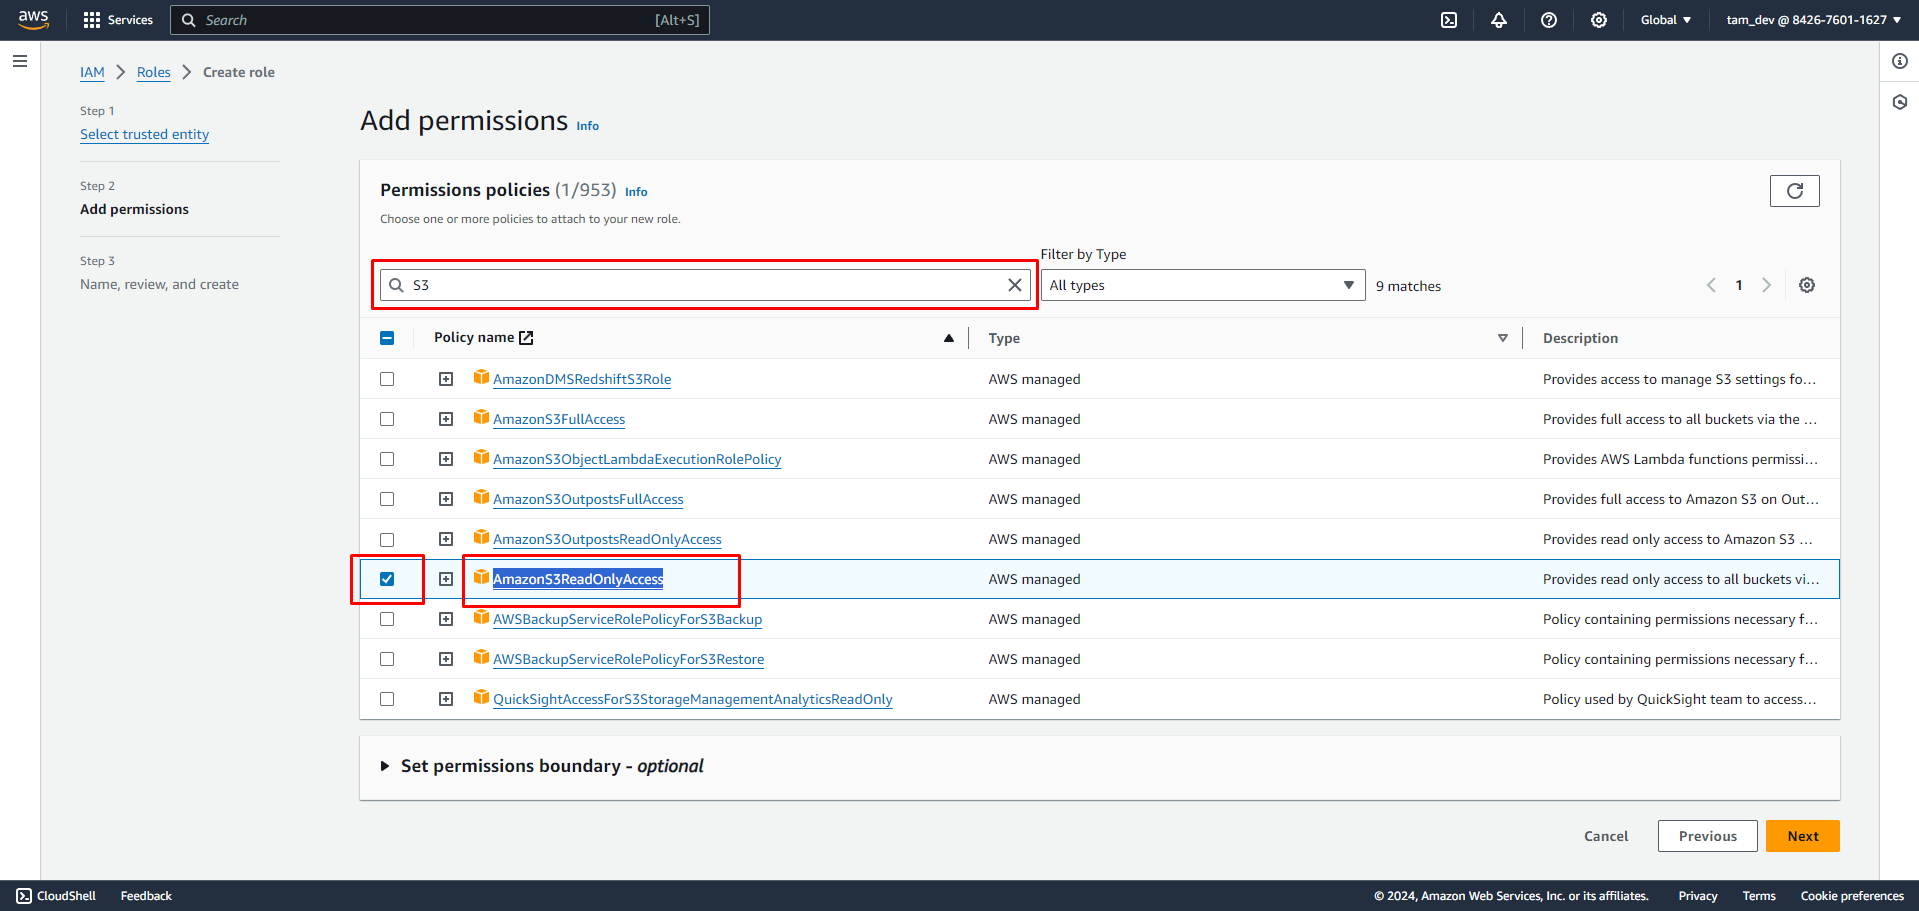 aws
Services
Search
[Alt+S]
Global
tam_dev @ 8426-7601-1627
IAM
Roles
Create role
Step 1
Select trusted entity
Step 2
Add permissions
Step 3
Name, review, and create
Add permissions Info
Permissions policies (1/953) Info
Choose one or more policies to attach to your new role.
Filter by Type
S3
All types
9 matches
1
Policy name
Type
Description
AmazonDMSRedshiftS3Role
AWS managed
Provides access to manage S3 settings fo...
AmazonS3FullAccess
AWS managed
Provides full access to all buckets via the ...
AmazonS3ObjectLambdaExecutionRolePolicy
AWS managed
Provides AWS Lambda functions permissi...
AmazonS3OutpostsFullAccess
AWS managed
Provides full access to Amazon S3 on Out...
AmazonS3OutpostsReadOnlyAccess
AWS managed
Provides read only access to Amazon S3 ...
AmazonS3ReadOnlyAccess
AWS managed
Provides read only access to all buckets vi...
AWSBackupServiceRolePolicyForS3Backup
AWS managed
Policy containing permissions necessary f...
AWSBackupServiceRolePolicyForS3Restore
AWS managed
Policy containing permissions necessary f...
QuickSightAccessForS3StorageManagementAnalyticsReadOnly
AWS managed
Policy used by QuickSight team to access...
Set permissions boundary - optional
Cancel
Previous
Next
CloudShell
Feedback
© 2024, Amazon Web Services, Inc. or its affiliates.
Privacy
Terms
Cookie preferences